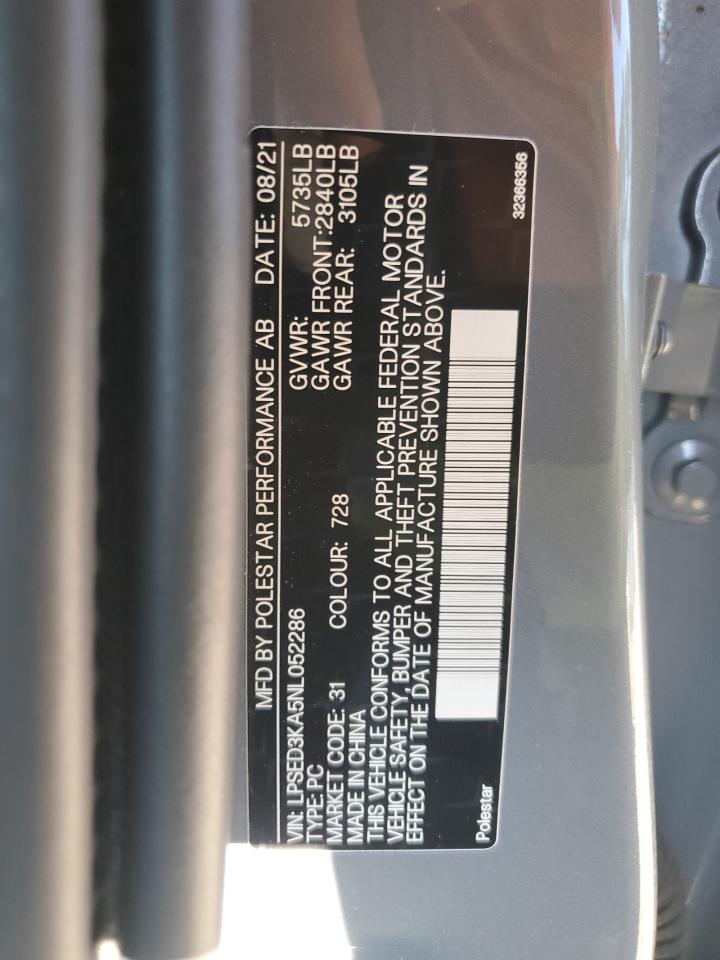 MFD BY POLESTAR PERFORMANCE AB DATE: 08/21
VIN: LPSED3KA5NL052286 GVWR: 5735LB
TYPE: PC GAWR FRONT:2840LB
MARKET CODE: 31 COLOUR: 728 GAWR REAR: 3105LB
MADE IN CHINA
THIS VEHICLE CONFORMS TO ALL APPLICABLE FEDERAL MOTOR
VEHICLE SAFETY, BUMPER AND THEFT PREVENTION STANDARDS IN
EFFECT ON THE DATE OF MANUFACTURE SHOWN ABOVE.
Polestar 32366356